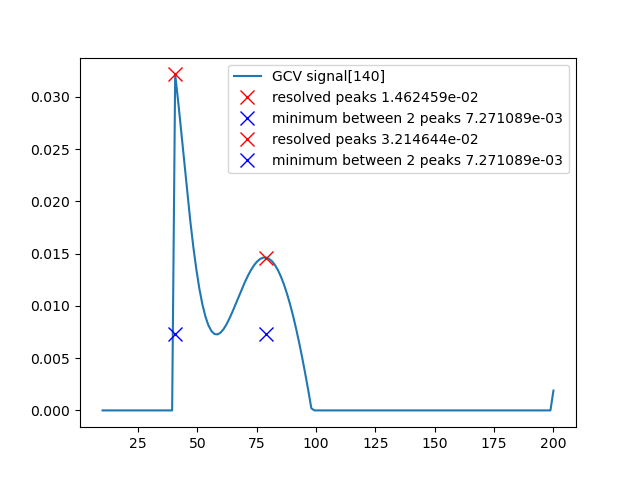 GCV signal[140]
resolved peaks 1.462459e-02
minimum between 2 peaks 7.271089e-03
resolved peaks 3.214644e-02
minimum between 2 peaks 7.271089e-03
0.030
0.025
0.020
0.015
0.010
0.005
0.000
25 50 75 100 125 150 175 200